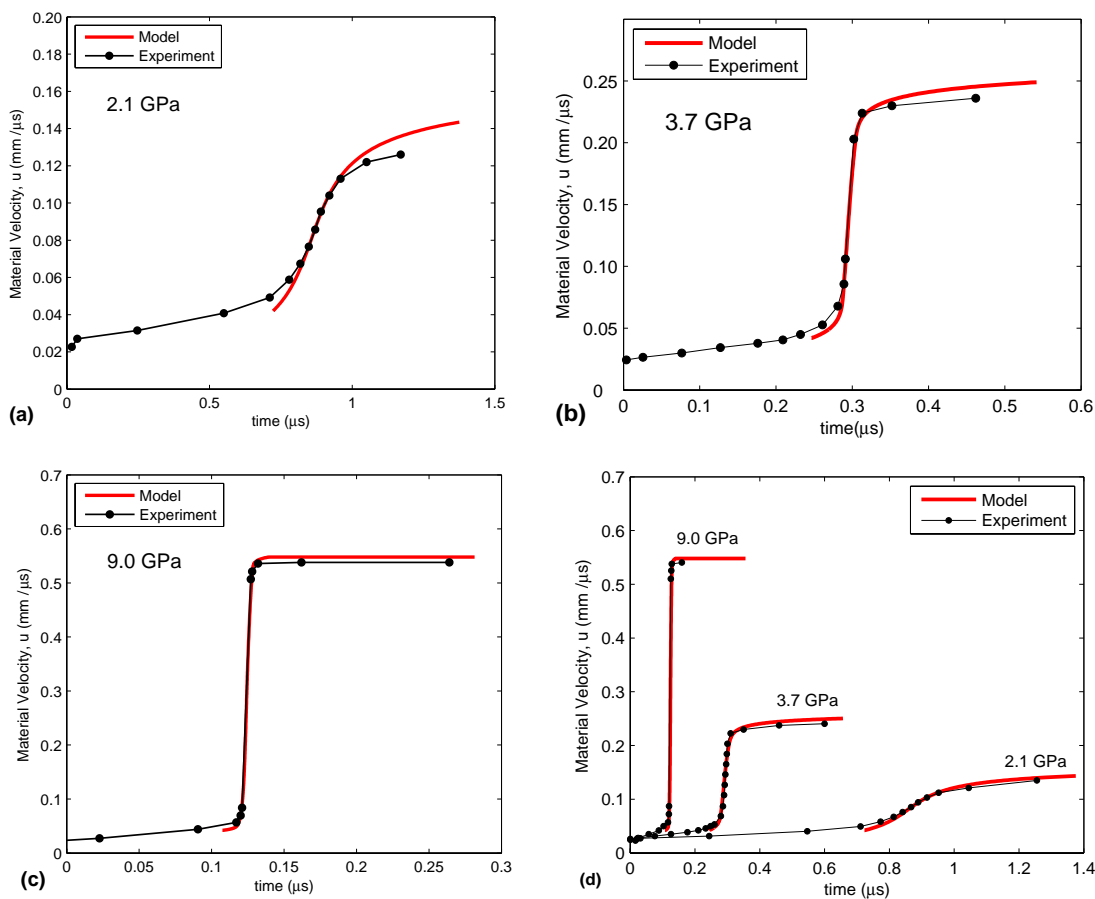 0.20
0.18
0.16
0.14
0.12
0.10
0.08
0.06
0.04
0.02
0
Material Velocity, u (mm /μs)
Model
Experiment
2.1 GPa
0
0.5
1
1.5
time (μs)
(a)
0.25
0.20
0.15
0.10
0.05
0
Material Velocity, u (mm /μs)
Model
Experiment
3.7 GPa
0
0.1
0.2
0.3
0.4
0.5
0.6
time(μs)
(b)
0.7
0.6
0.5
0.4
0.3
0.2
0.1
0
Material Velocity, u (mm /μs)
Model
Experiment
9.0 GPa
0
0.05
0.1
0.15
0.2
0.25
0.3
time (μs)
(c)
0.7
0.6
0.5
0.4
0.3
0.2
0.1
0
Material Velocity, u (mm /μs)
Model
Experiment
9.0 GPa
3.7 GPa
2.1 GPa
0
0.2
0.4
0.6
0.8
1
1.2
1.4
time (μs)
(d)